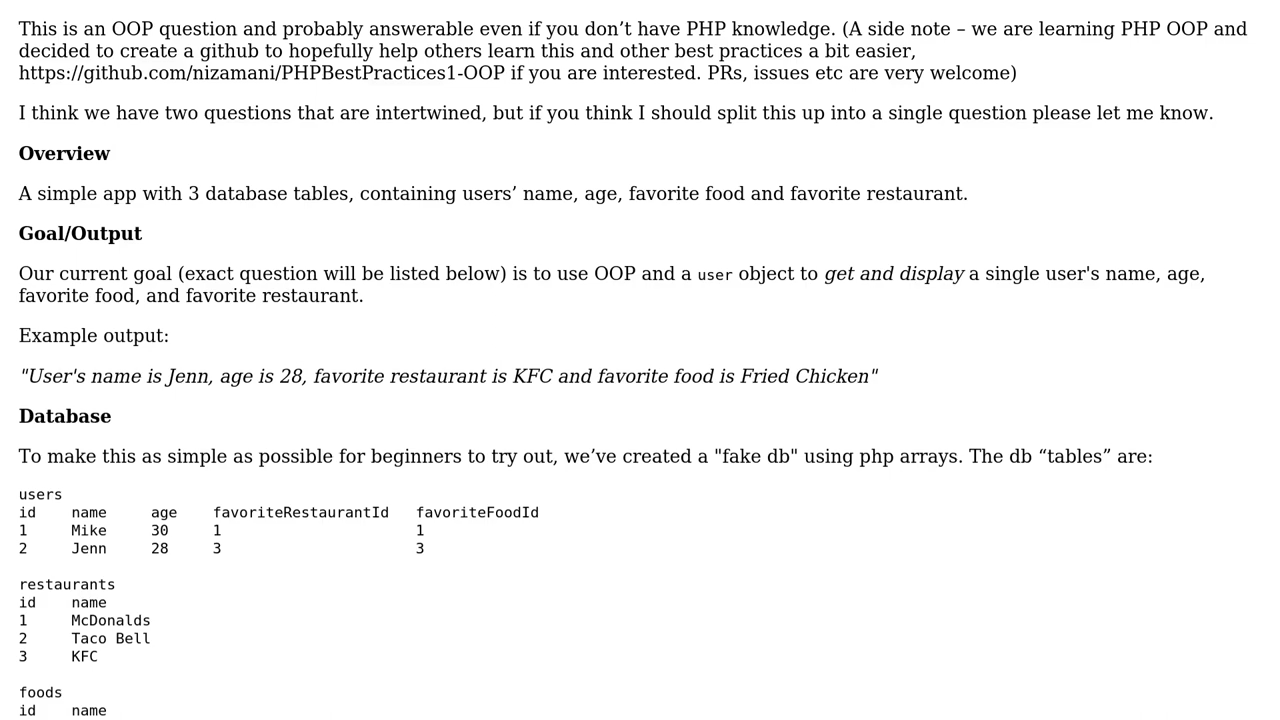 This is an OOP question and probably answerable even if you don’t have PHP knowledge. (A side note – we are learning PHP OOP and
decided to create a github to hopefully help others learn this and other best practices a bit easier,
https://github.com/nizamani/PHPBestPractices1-OOP if you are interested. PRs, issues etc are very welcome)
I think we have two questions that are intertwined, but if you think I should split this up into a single question please let me know.
Overview
A simple app with 3 database tables, containing users’ name, age, favorite food and favorite restaurant.
Goal/Output
Our current goal (exact question will be listed below) is to use OOP and a user object to get and display a single user's name, age,
favorite food, and favorite restaurant.
Example output:
"User's name is Jenn, age is 28, favorite restaurant is KFC and favorite food is Fried Chicken"
Database
To make this as simple as possible for beginners to try out, we’ve created a "fake db" using php arrays. The db “tables” are:
users
id    name     age    favoriteRestaurantId   favoriteFoodId
1     Mike     30     1                      1
2     Jenn     28     3                      3
restaurants
id    name
1     McDonalds
2     Taco Bell
3     KFC
foods
id    name